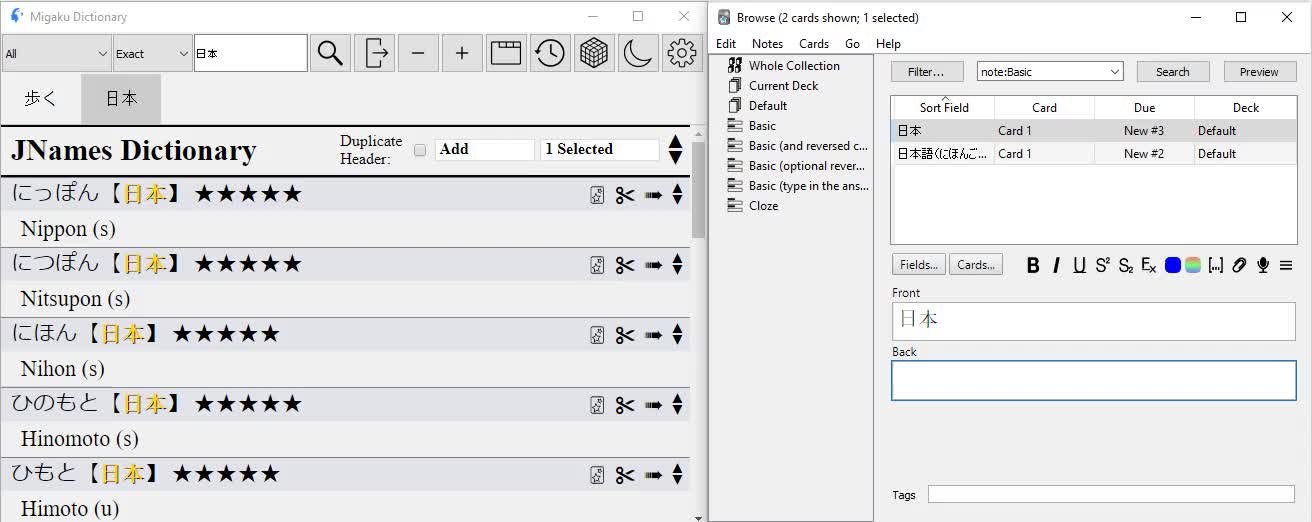 Migaku Dictionary
All
Exact
日本
歩く
日本
JNames Dictionary
Duplicate Header:
Add
1 Selected
にっぽん【日本】★★★★★
Nippon (s)
につぽん【日本】★★★★★
Nitsupon (s)
にほん【日本】★★★★★
Nihon (s)
ひのもと【日本】★★★★★
Hinomoto (s)
ひもと【日本】★★★★★
Himoto (u)
Browse (2 cards shown; 1 selected)
Edit Notes Cards Go Help
Whole Collection
Current Deck
Default
Basic
Basic (and reversed c...
Basic (optional rever...
Basic (type in the ans...
Cloze
Filter...
note:Basic
Search
Preview
Sort Field Card Due Deck
日本 Card 1 New #3 Default
日本語(にほんご... Card 1 New #2 Default
Fields...
Cards...
B I U S² S₂ Ex [...]
Front
日本
Back
Tags